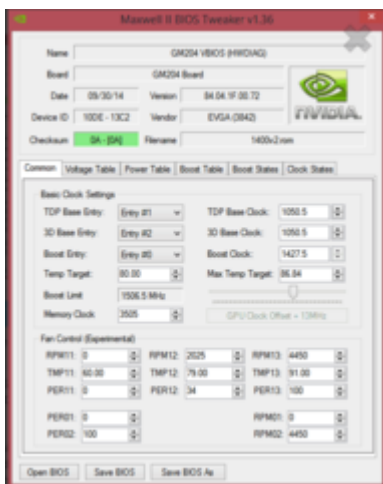 Maxwell II BIOS Tweaker v1.36
Name GM204 VBIOS (HWDIAG)
Board GM204 Board
Date 09/30/14 Version 84.04.1F.00.72
Device ID 10DE - 13C2 Vendor EVGA (3842)
Checksum 0A - [0A] Filename 1400v2.rom
NVIDIA.
Common Voltage Table Power Table Boost Table Boost States Clock States
Basic Clock Settings
TDP Base Entry: Entry #1 TDP Base Clock: 1050.5
3D Base Entry: Entry #2 3D Base Clock: 1050.5
Boost Entry: Entry #0 Boost Clock: 1427.5
Temp Target: 80.00 Max Temp Target: 86.84
Boost Limit 1506.5 MHz
Memory Clock 3505 GPU Clock Offset + 13MHz
Fan Control (Experimental)
RPM11: 0 RPM12: 2025 RPM13: 4450
TMP11: 60.00 TMP12: 79.00 TMP13: 91.00
PER11: 0 PER12: 34 PER13: 100
PER01: 0 RPM01: 0
PER02: 100 RPM02: 4450
Open BIOS Save BIOS Save BIOS As